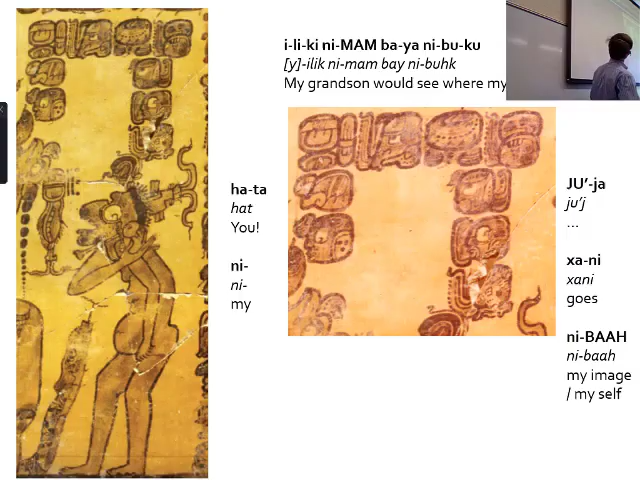 i-li-ki ni-MAM ba-ya ni-bu-ku
[y]-ilik ni-mam bay ni-buhk
My grandson would see where my
ha-ta
hat
You!
ni-
ni-
my
JU'-ja
ju'j
...
xa-ni
xani
goes
ni-BAAH
ni-baah
my image
/ my self